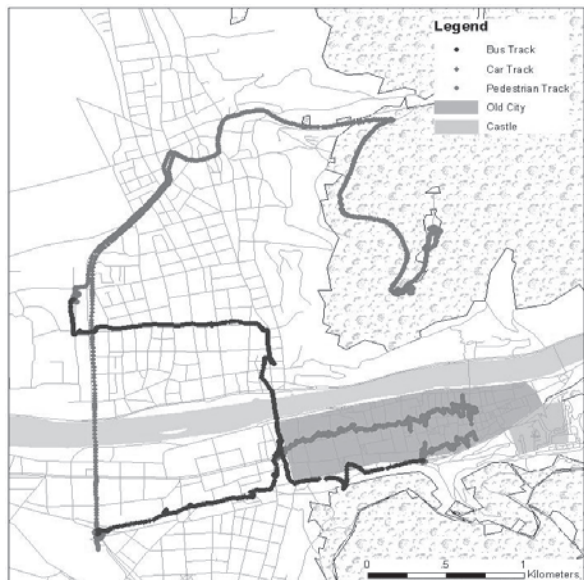 Legend
Bus Track
Car Track
Pedestrian Track
Old City
Castle
0 .5 1
Kilometers